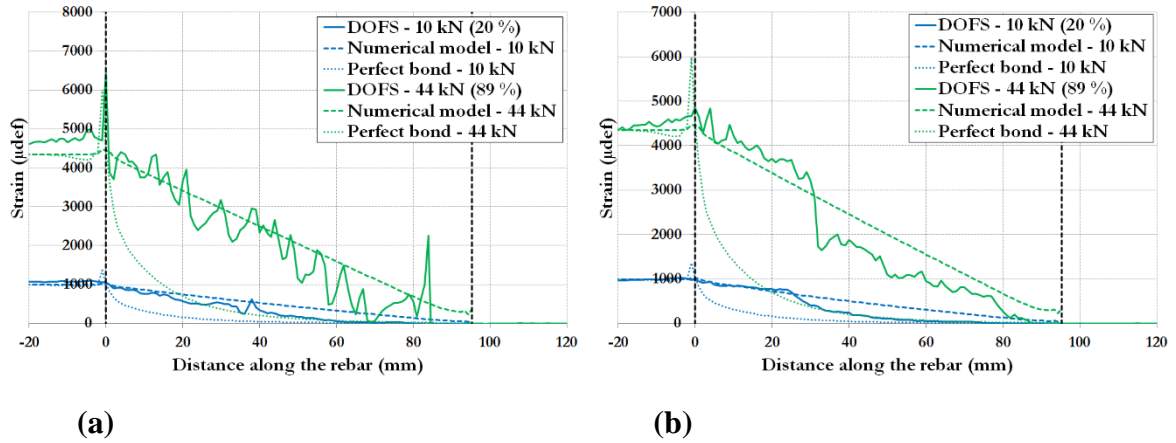 8000
7000
6000
5000
4000
3000
2000
1000
0
Strain (µdef)
-20 0 20 40 60 80 100 120
Distance along the rebar (mm)
DOFS - 10 kN (20 %)
Numerical model - 10 kN
Perfect bond - 10 kN
DOFS - 44 kN (89 %)
Numerical model - 44 kN
Perfect bond - 44 kN
(a)
7000
6000
5000
4000
3000
2000
1000
0
Strain (µdef)
-20 0 20 40 60 80 100 120
Distance along the rebar (mm)
DOFS - 10 kN (20 %)
Numerical model - 10 kN
Perfect bond - 10 kN
DOFS - 44 kN (89 %)
Numerical model - 44 kN
Perfect bond - 44 kN
(b)